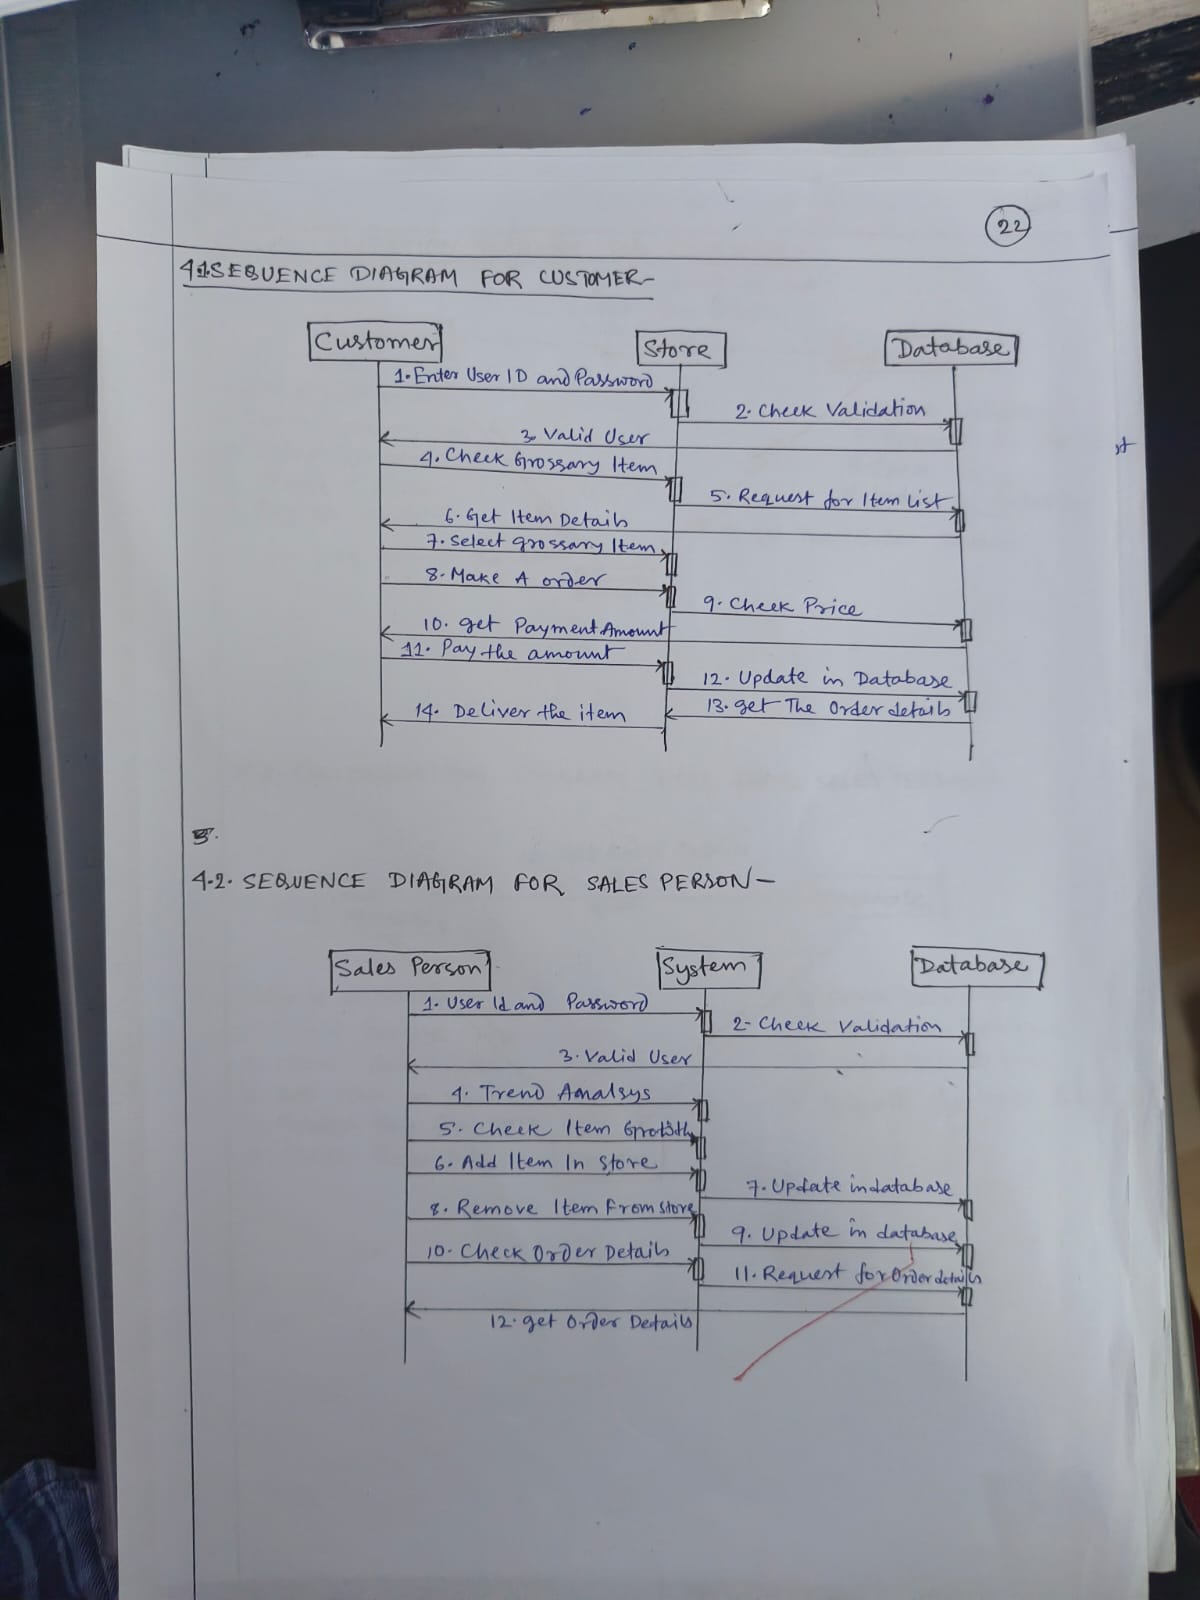 22
4.1. SEQUENCE DIAGRAM FOR CUSTOMER-
Customer Store Database
1. Enter User ID and Password
2. Check Validation
3. Valid User
4. Check Grossary Item
5. Request for Item List
6. Get Item Details
7. Select grossary Item
8. Make A order
9. Check Price
10. get Payment Amount
11. Pay the amount
12. Update in Database
13. get The Order details
14. Deliver the item
4.2. SEQUENCE DIAGRAM FOR SALES PERSON-
Sales Person System Database
1. User Id and Password
2- Check Validation
3. Valid User
4. Trend Analsys
5. Check Item
6. Add Item In Store
7. Update in database
8. Remove Item From store
9. Update in database
10. Check Order Details
11. Request for Order details
12. get Order Details